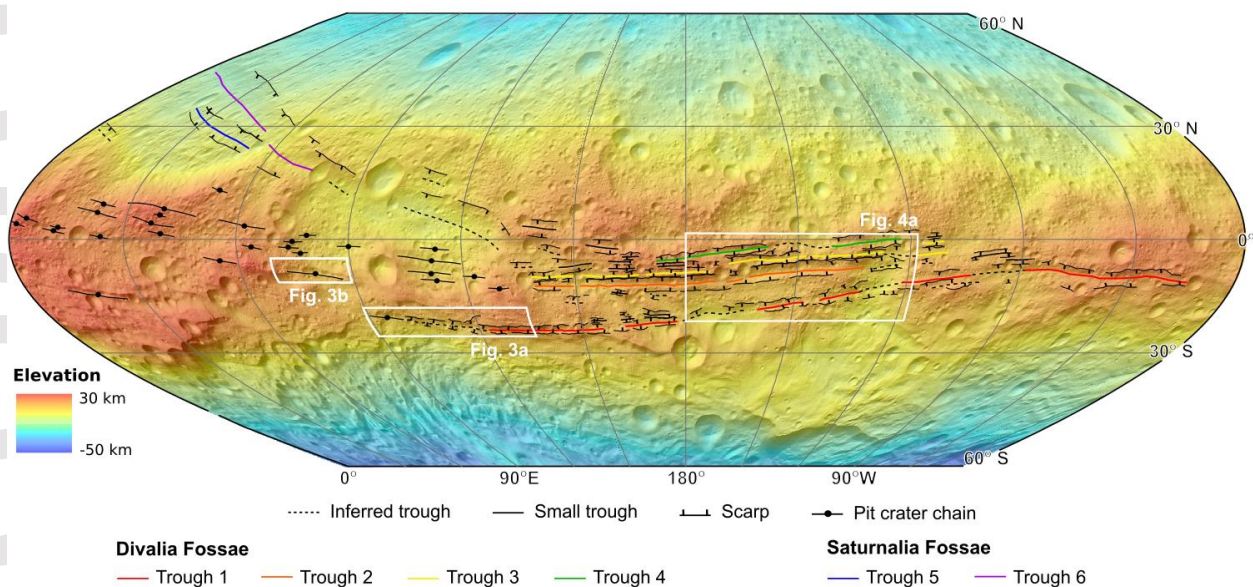 60° N
30° N
Fig. 4a
0°
Fig. 3b
Fig. 3a
30° S
Elevation
30 km
-50 km
60° S
0° 90°E 180° 90°W
Inferred trough Small trough Scarp Pit crater chain
Divalia Fossae Saturnalia Fossae
Trough 1 Trough 2 Trough 3 Trough 4 Trough 5 Trough 6